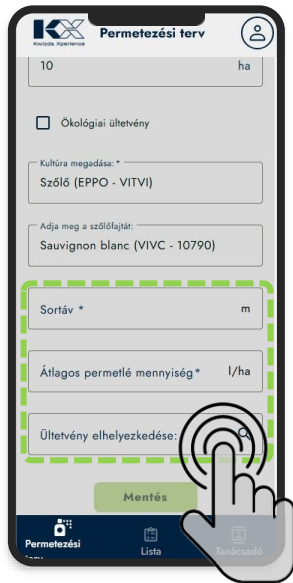 KX
Kwizda Xperience
Permetezési terv
10 ha
Ökológiai ültetvény
Kultúra megadása: *
Szőlő (EPPO - VITVI)
Adja meg a szőlőfajtát:
Sauvignon blanc (VIVC - 10790)
Sortáv * m
Átlagos permetlé mennyiség * l/ha
Ültetvény elhelyezkedése:
Mentés
Permetezési
Lista
Tanácsadó